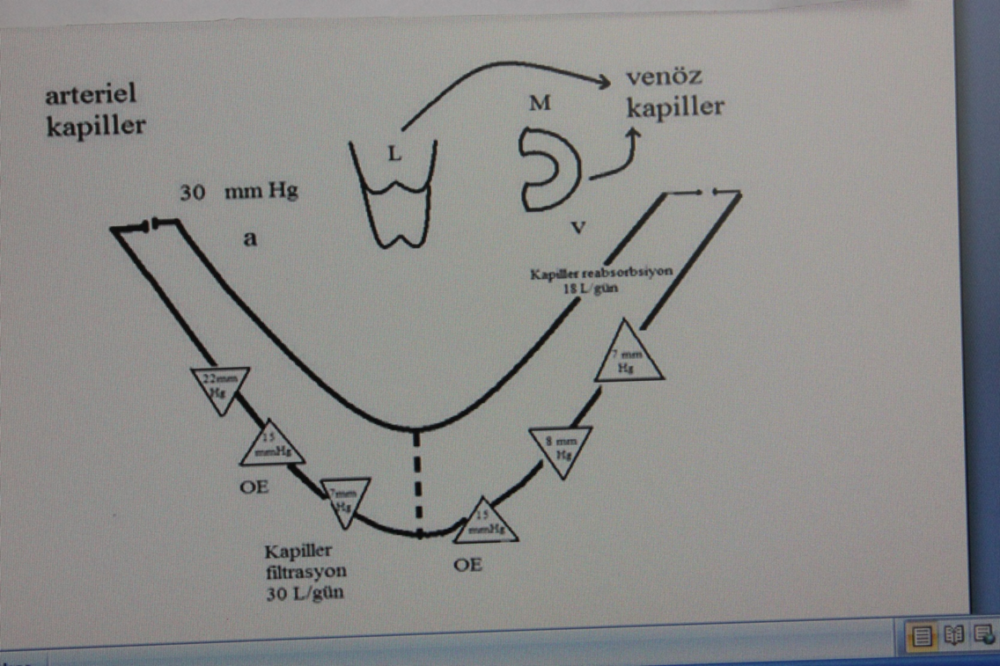 arteriel
kapiller
venöz
kapiller
M
L
30 mm Hg
a
V
Kapiller reabsorbsiyon
18 L/gün
22mm
Hg
15
mmHg
OE
7mm
Hg
7 mm
Hg
8 mm
Hg
15
mmHg
OE
Kapiller
filtrasyon
30 L/gün